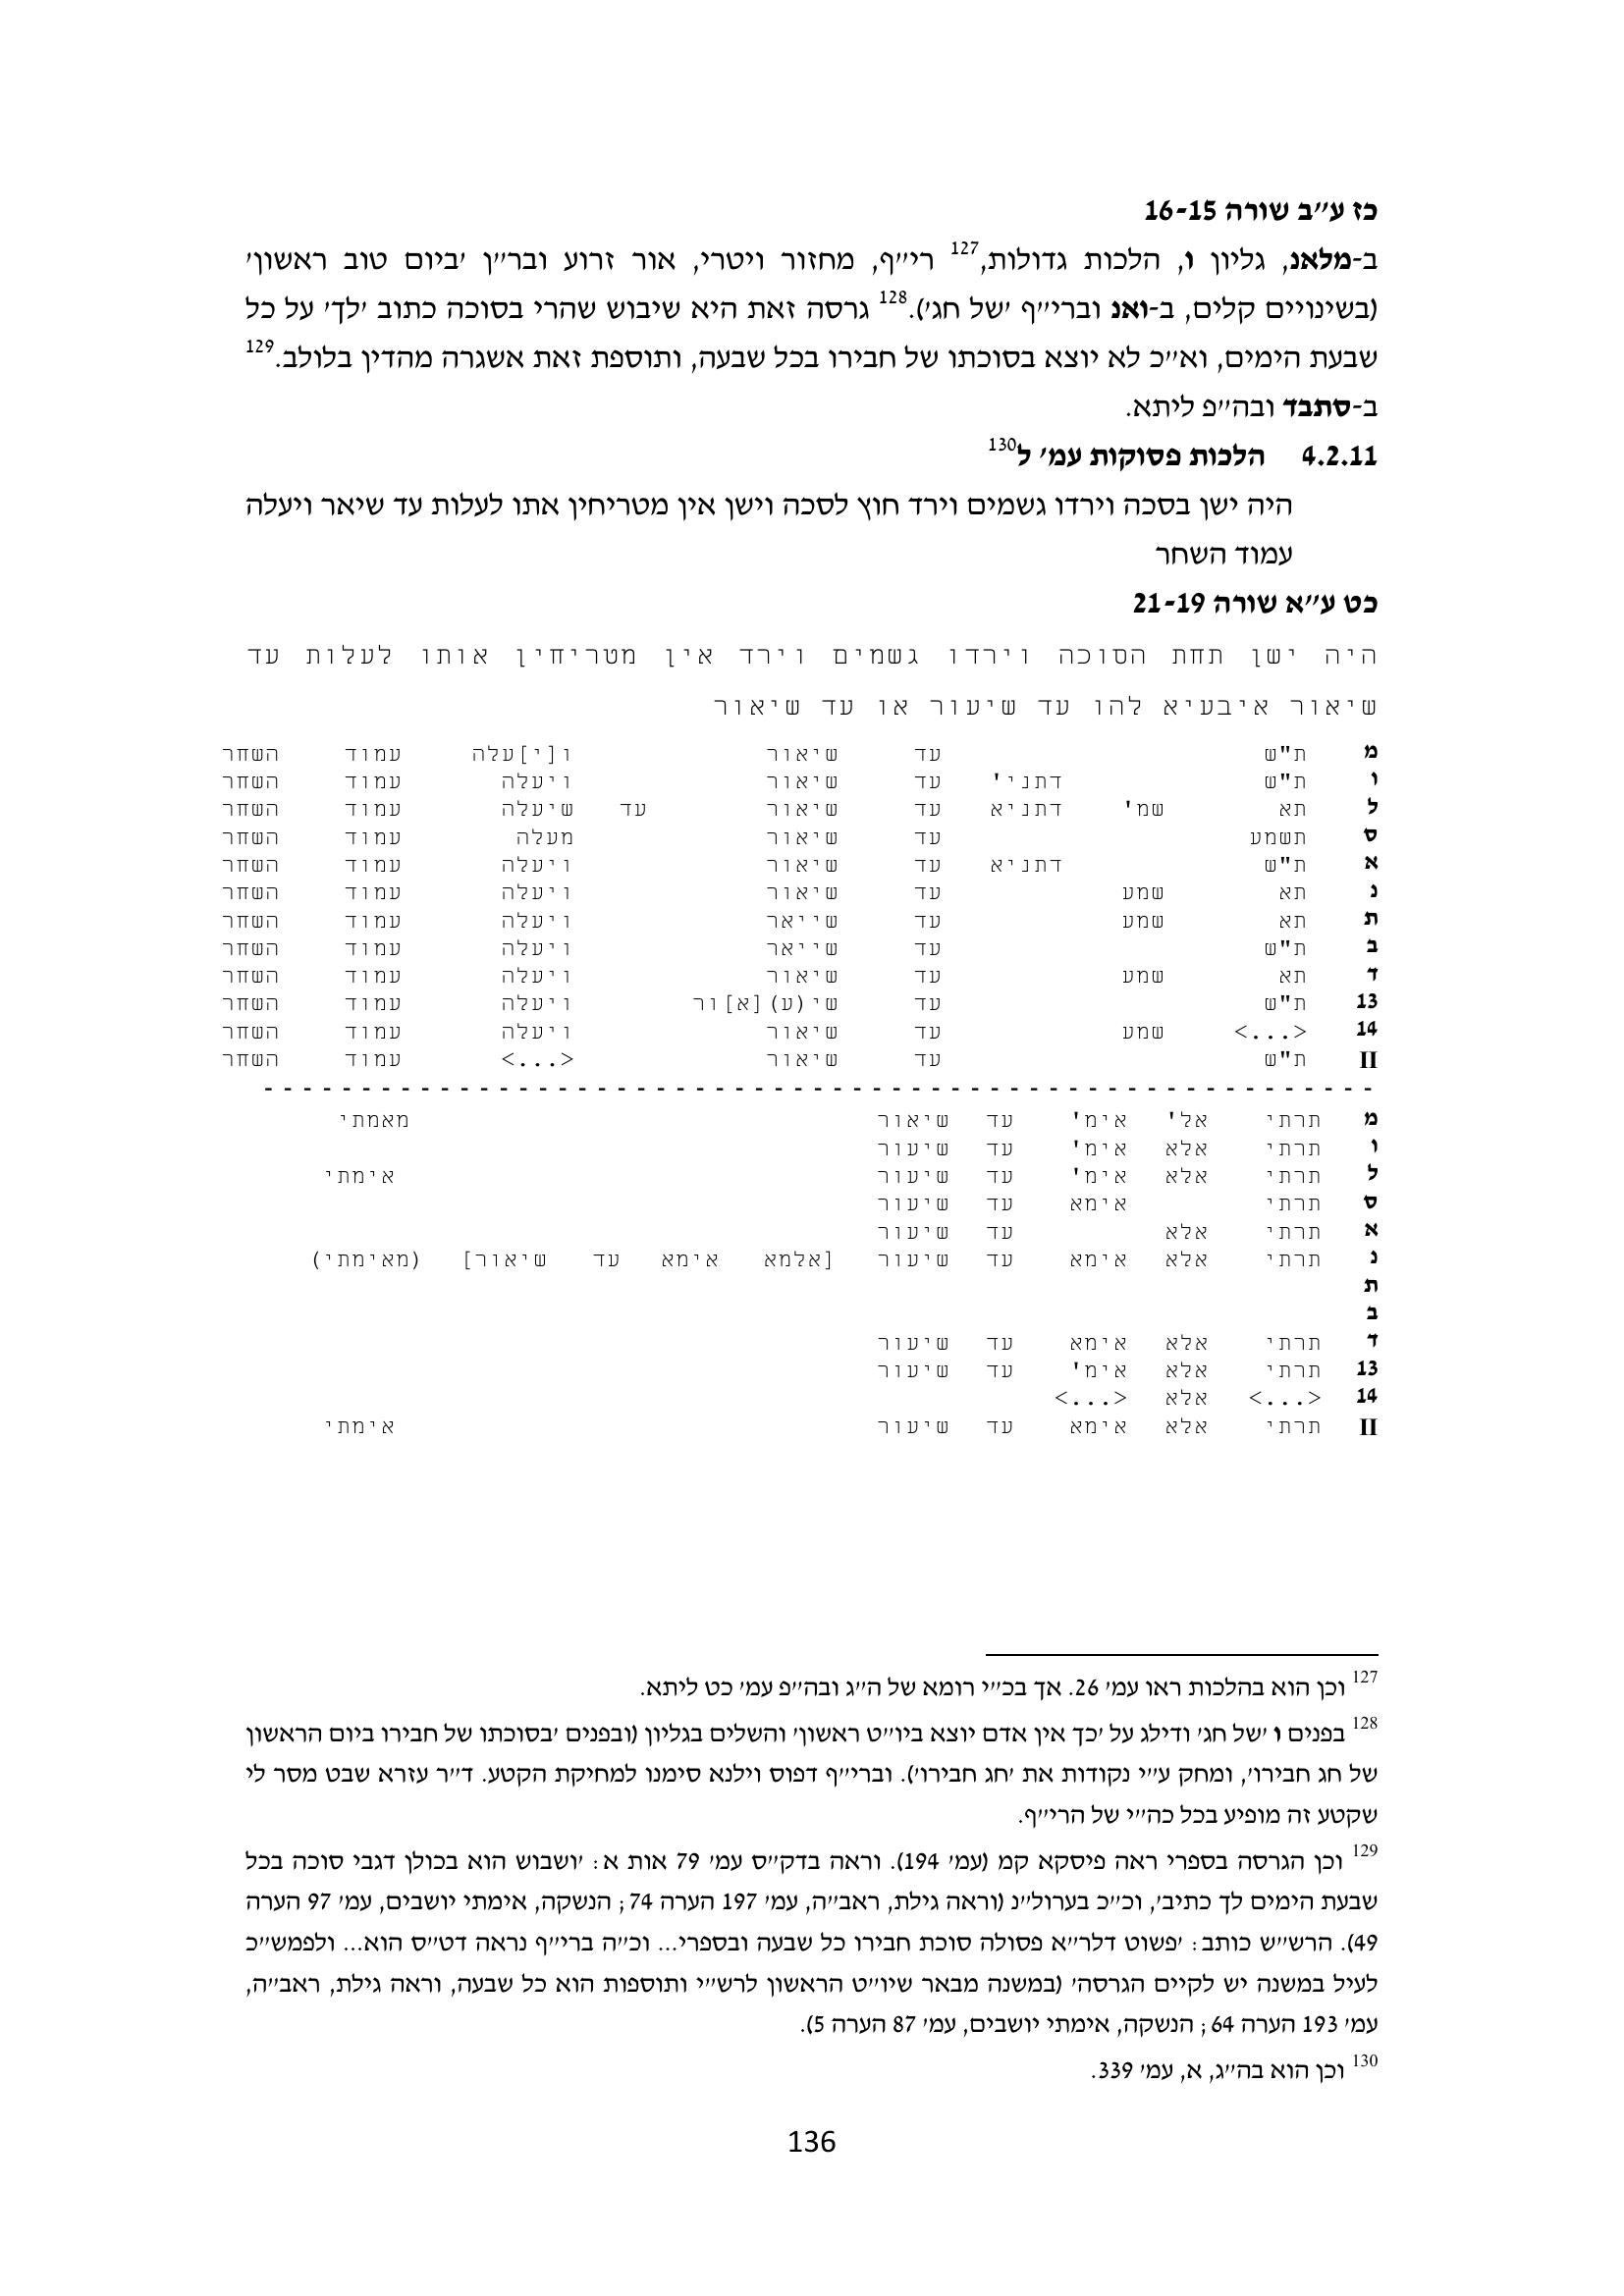 כז ע״ב שורה 16-15
ב-מלאנ, גליון ו, הלכות גדולות,127 רי״ף, מחזור ויטרי, אור זרוע ובר״ן ׳ביום טוב ראשון׳
(בשינויים קלים, ב-ואנ וברי״ף ׳של חג׳).128 גרסה זאת היא שיבוש שהרי בסוכה כתוב ׳לך׳ על כל
שבעת הימים, וא״כ לא יוצא בסוכתו של חבירו בכל שבעה, ותוספת זאת אשגרה מהדין בלולב.129
ב-סתבד ובה״פ ליתא.
4.2.11 הלכות פסוקות עמ׳ ל130
היה ישן בסכה וירדו גשמים וירד חוץ לסכה וישן אין מטריחין אתו לעלות עד שיאר ויעלה
עמוד השחר
כט ע״א שורה 21-19
היה ישן תחת הסוכה וירדו גשמים וירד אין מטריחין אותו לעלות עד
שיאור איבעיא להו עד שיעור או עד שיאור
מ ת"ש עד שיאור ו[י]עלה עמוד השחר
ו ת"ש דתני' עד שיאור ויעלה עמוד השחר
ל תא שמ' דתניא עד שיאור עד שיעלה עמוד השחר
ס תשמע עד שיאור מעלה עמוד השחר
א ת"ש דתניא עד שיאור ויעלה עמוד השחר
נ תא שמע עד שיאור ויעלה עמוד השחר
ת תא שמע עד שייאר ויעלה עמוד השחר
ב ת"ש עד שייאר ויעלה עמוד השחר
ד תא שמע עד שיאור ויעלה עמוד השחר
13 ת"ש עד שי(ע)[א]ור ויעלה עמוד השחר
14 <...> שמע עד שיאור ויעלה עמוד השחר
II ת"ש עד שיאור <...> עמוד השחר
- - - - - - - - - - - - - - - - - - - - - - - - - - - - - - - - - - - - - - - - - - - - - - - - - - - - - - - - -
מ תרתי אל' אימ' עד שיאור מאמתי
ו תרתי אלא אימ' עד שיעור
ל תרתי אלא אימ' עד שיעור אימתי
ס תרתי אימא עד שיעור
א תרתי אלא עד שיעור
נ תרתי אלא אימא עד שיעור [אלמא אימא עד שיאור] (מאימתי)
ת
ב
ד תרתי אלא אימא עד שיעור
13 תרתי אלא אימ' עד שיעור
14 <...> אלא <...>
II תרתי אלא אימא עד שיעור אימתי
127 וכן הוא בהלכות ראו עמ׳ 26. אך בכ״י רומא של ה״ג ובה״פ עמ׳ כט ליתא.
128 בפנים ו ׳של חג׳ ודילג על ׳כך אין אדם יוצא ביו״ט ראשון׳ והשלים בגליון (ובפנים ׳בסוכתו של חבירו ביום הראשון
של חג חבירו׳, ומחק ע״י נקודות את ׳חג חבירו׳). וברי״ף דפוס וילנא סימנו למחיקת הקטע. ד״ר עזרא שבט מסר לי
שקטע זה מופיע בכל כה״י של הרי״ף.
129 וכן הגרסה בספרי ראה פיסקא קמ (עמ׳ 194). וראה בדק״ס עמ׳ 79 אות א: ׳ושבוש הוא בכולן דגבי סוכה בכל
שבעת הימים לך כתיב׳, וכ״כ בערול״נ (וראה גילת, ראב״ה, עמ׳ 197 הערה 74; הנשקה, אימתי יושבים, עמ׳ 97 הערה
49). הרש״ש כותב: ׳פשוט דלר״א פסולה סוכת חבירו כל שבעה ובספרי... וכ״ה ברי״ף נראה דט״ס הוא... ולפמש״כ
לעיל במשנה יש לקיים הגרסה׳ (במשנה מבאר שיו״ט הראשון לרש״י ותוספות הוא כל שבעה, וראה גילת, ראב״ה,
עמ׳ 193 הערה 64; הנשקה, אימתי יושבים, עמ׳ 87 הערה 5).
130 וכן הוא בה״ג, א, עמ׳ 339.
136